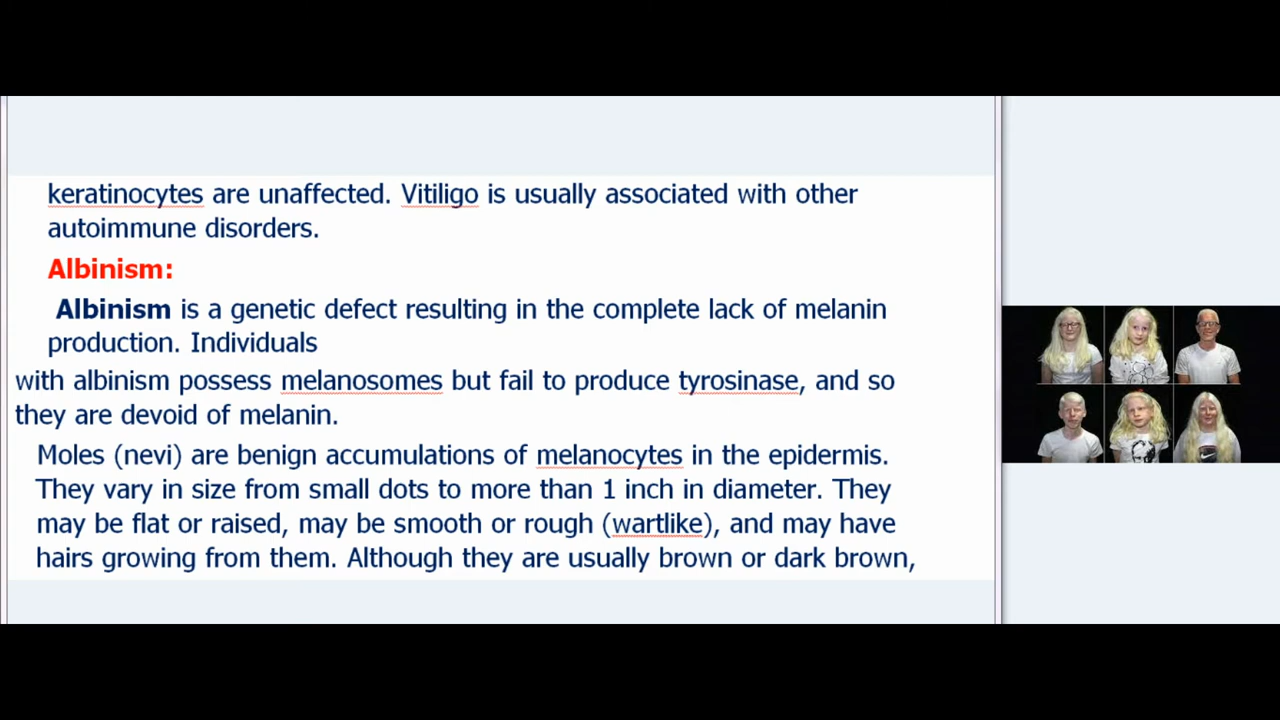 keratinocytes are unaffected. Vitiligo is usually associated with other
autoimmune disorders.
Albinism:
Albinism is a genetic defect resulting in the complete lack of melanin
production. Individuals
with albinism possess melanosomes but fail to produce tyrosinase, and so
they are devoid of melanin.
Moles (nevi) are benign accumulations of melanocytes in the epidermis.
They vary in size from small dots to more than 1 inch in diameter. They
may be flat or raised, may be smooth or rough (wartlike), and may have
hairs growing from them. Although they are usually brown or dark brown,